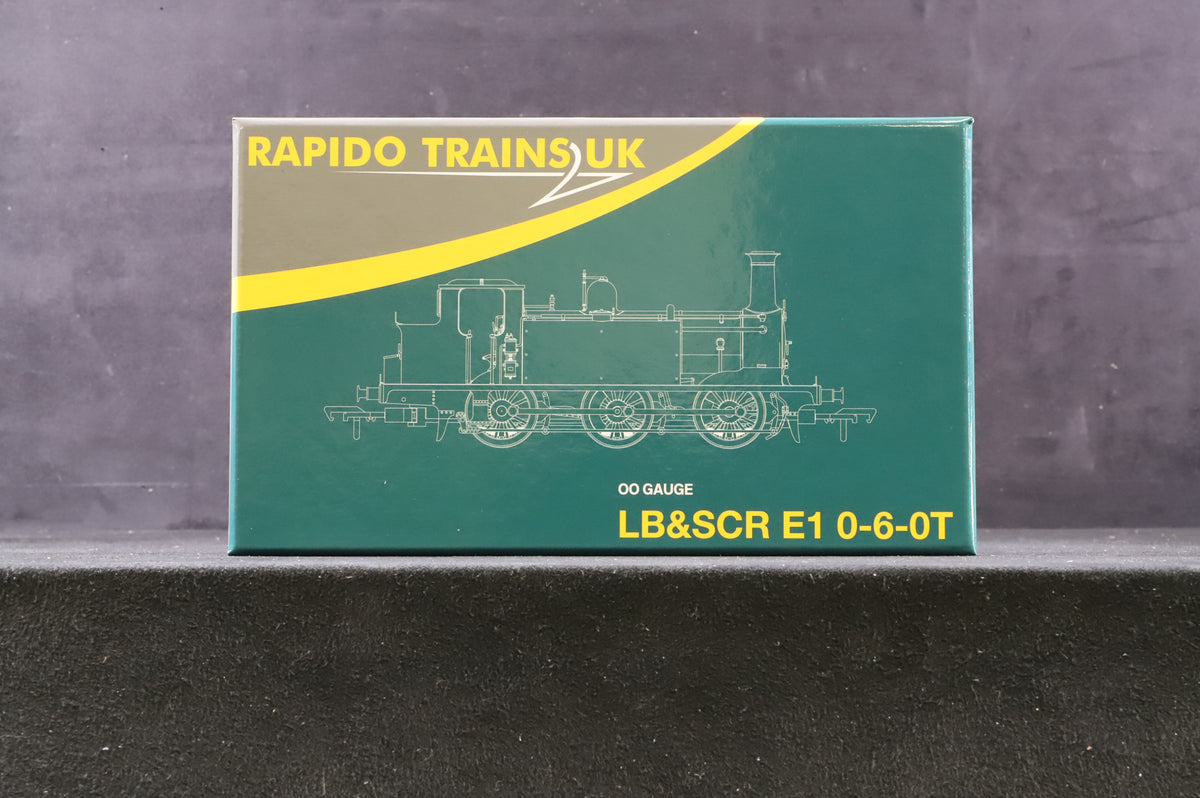 RAPIDO TRAINS UK
OO GAUGE
LB&SCR E1 0-6-0T